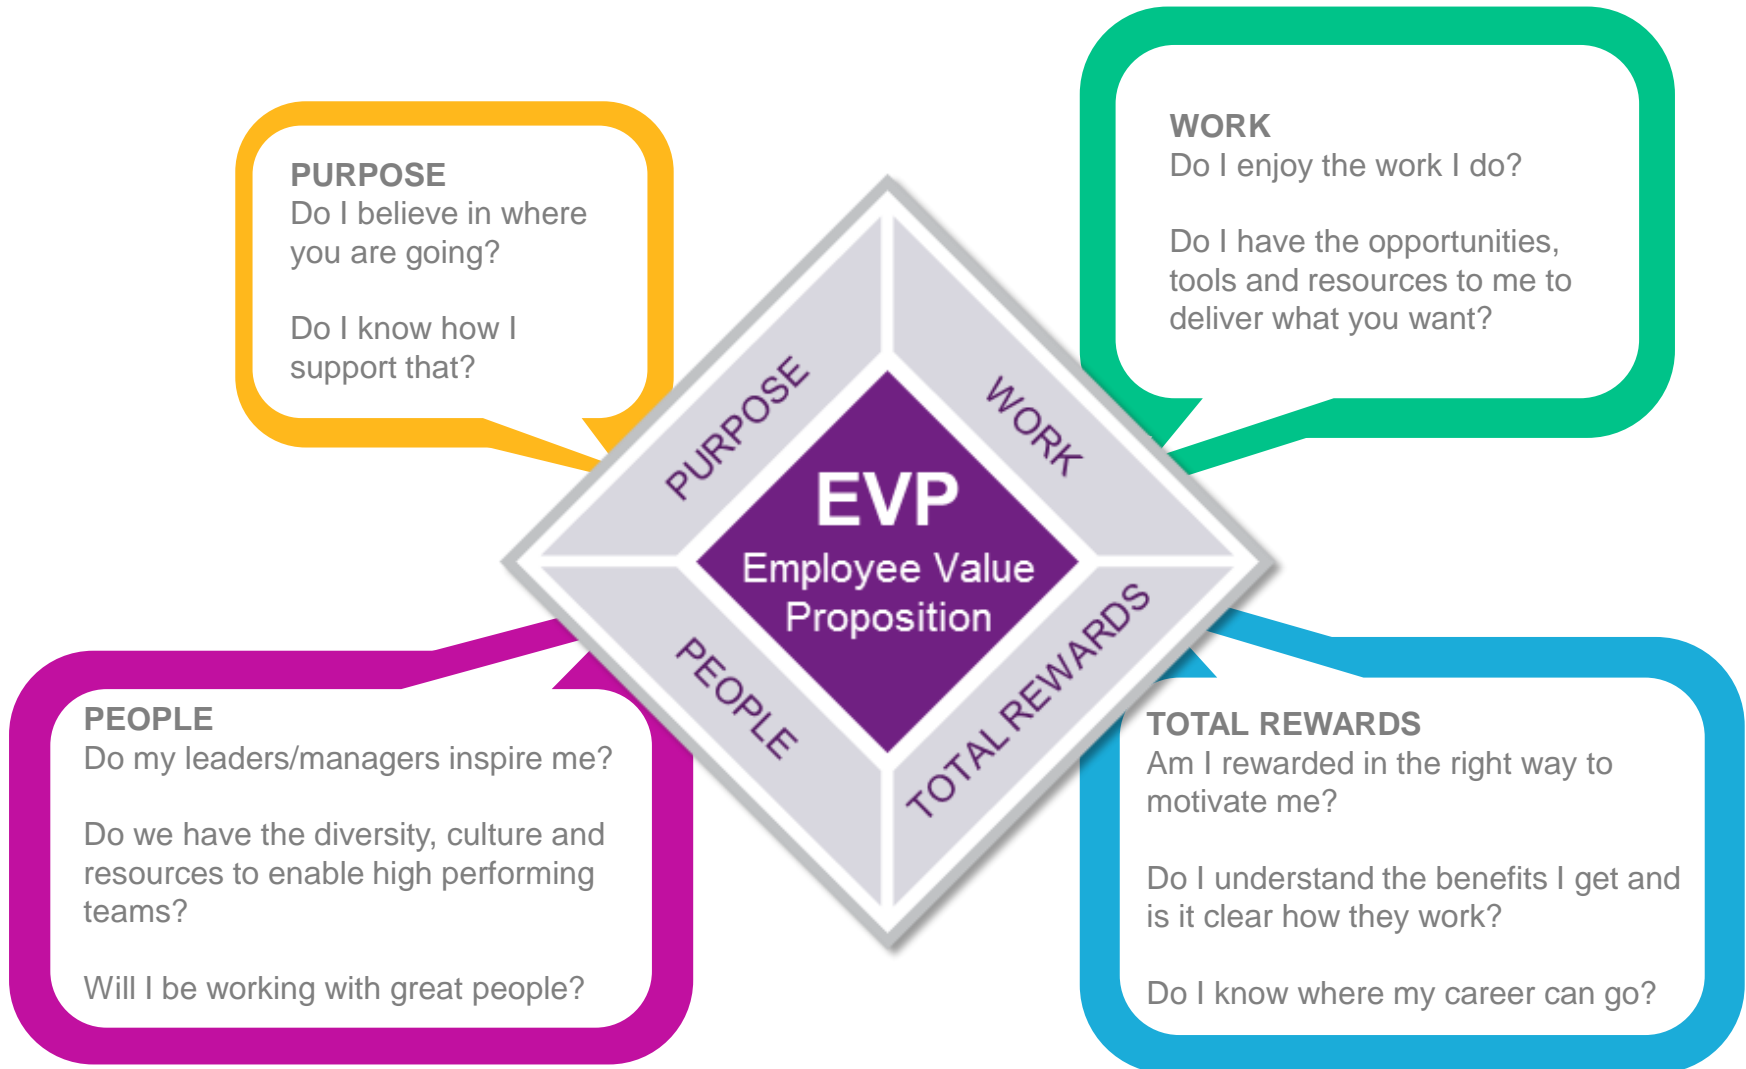 PURPOSE
Do I believe in where
you are going?
Do I know how I
support that?
WORK
Do I enjoy the work I do?
Do I have the opportunities,
tools and resources to me to
deliver what you want?
PURPOSE
WORK
EVP
Employee Value
Proposition
PEOPLE
TOTAL REWARDS
PEOPLE
Do my leaders/managers inspire me?
Do we have the diversity, culture and
resources to enable high performing
teams?
Will I be working with great people?
TOTAL REWARDS
Am I rewarded in the right way to
motivate me?
Do I understand the benefits I get and
is it clear how they work?
Do I know where my career can go?